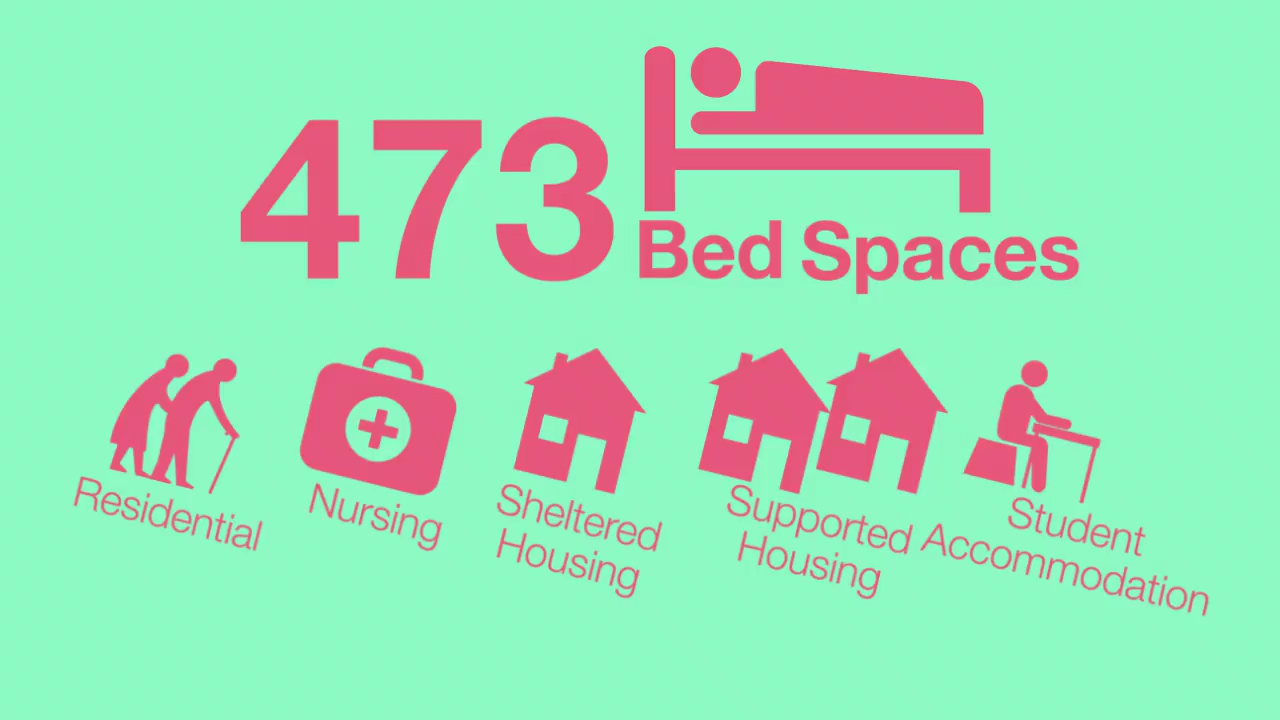 473
Bed Spaces
Residential
Nursing
Sheltered
Housing
Supported
Housing
Student
Accommodation